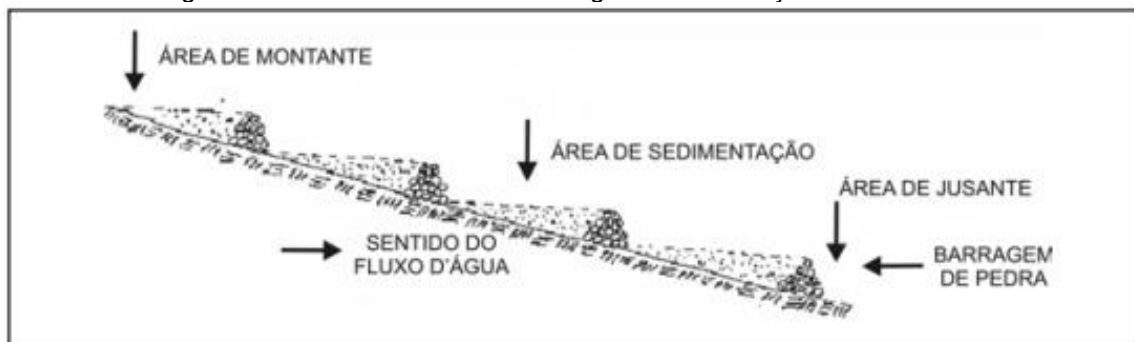 ÁREA DE MONTANTE
ÁREA DE SEDIMENTAÇÃO
ÁREA DE JUSANTE
SENTIDO DO
FLUXO D'ÁGUA
BARRAGEM
DE PEDRA